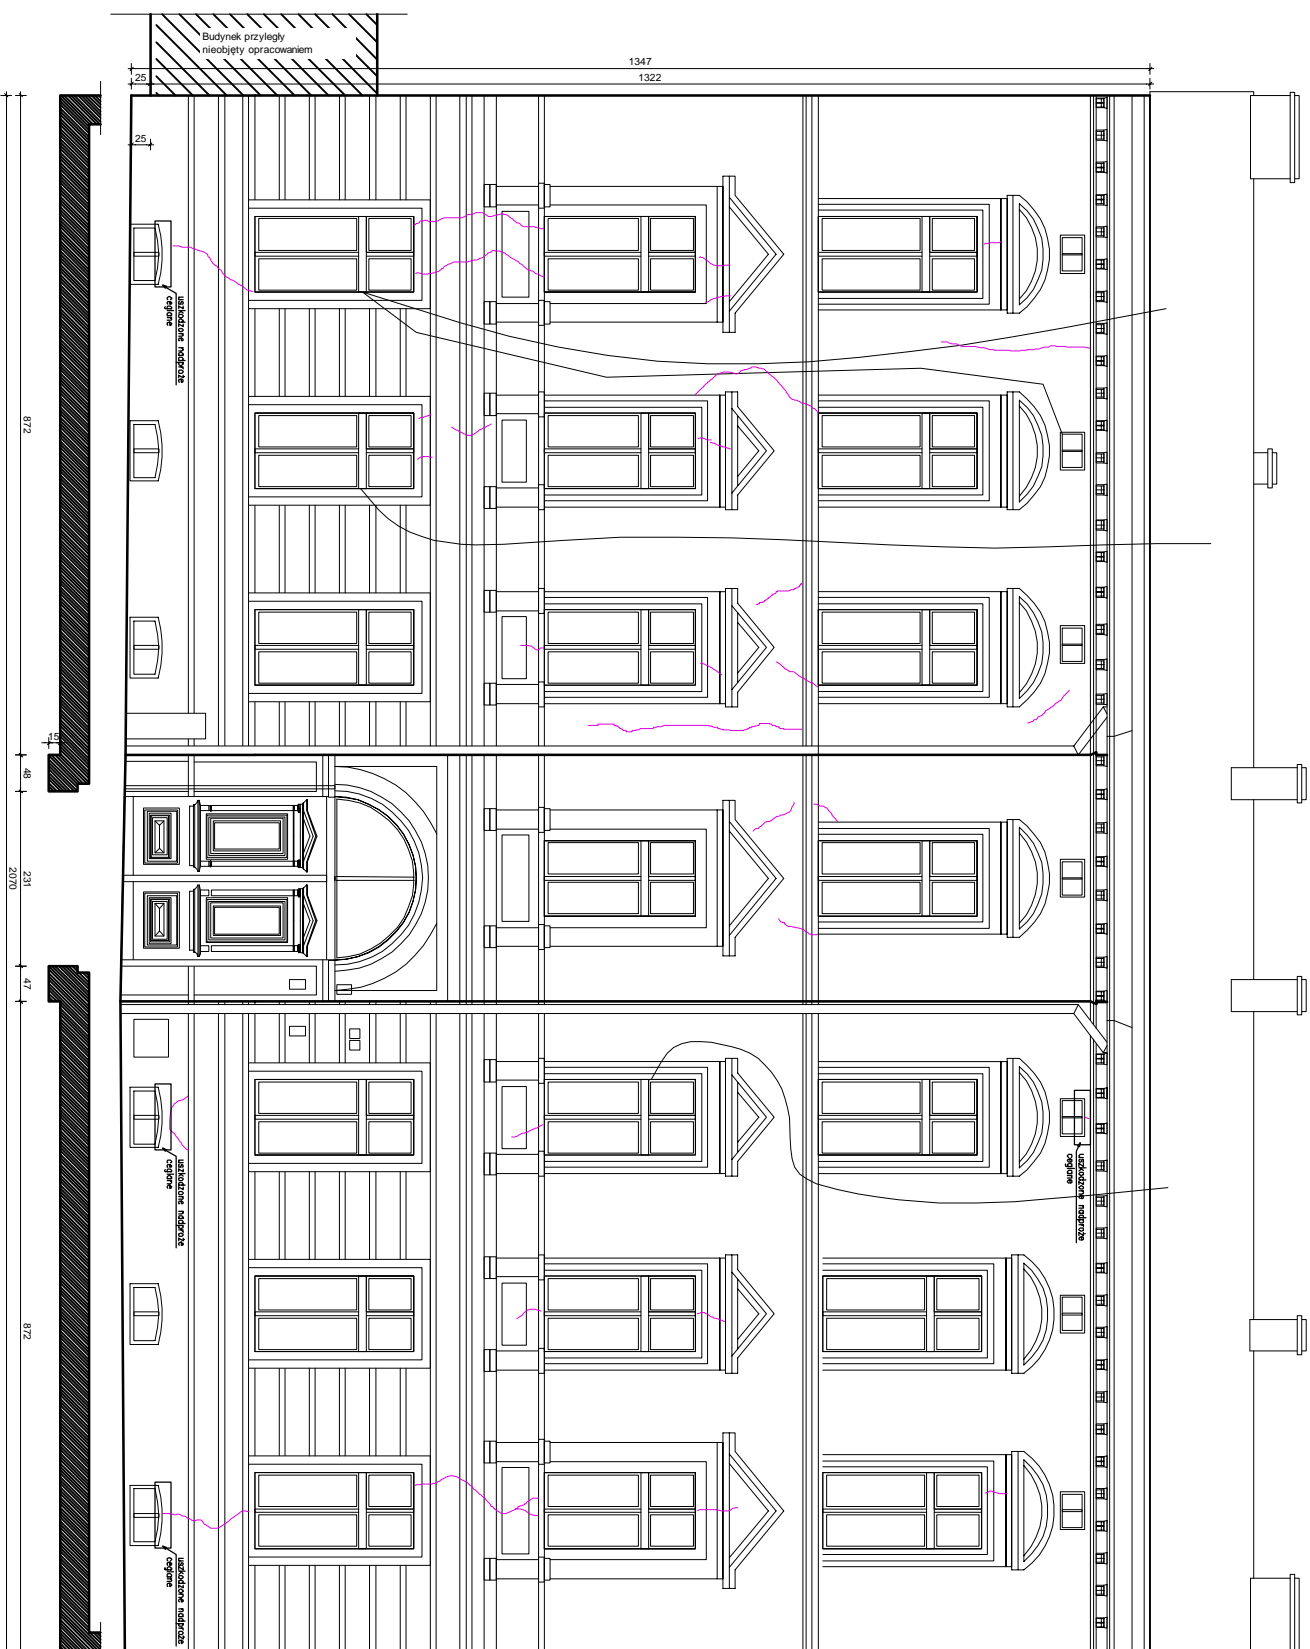 Budynek przyległy
nieobjęty opracowaniem
1347
25
1322
25
uszkodzone nadproże
ceglane
872
15
48
231
2070
47
uszkodzone nadproże
ceglane
uszkodzone nadproże
ceglane
872
uszkodzone nadproże
ceglane